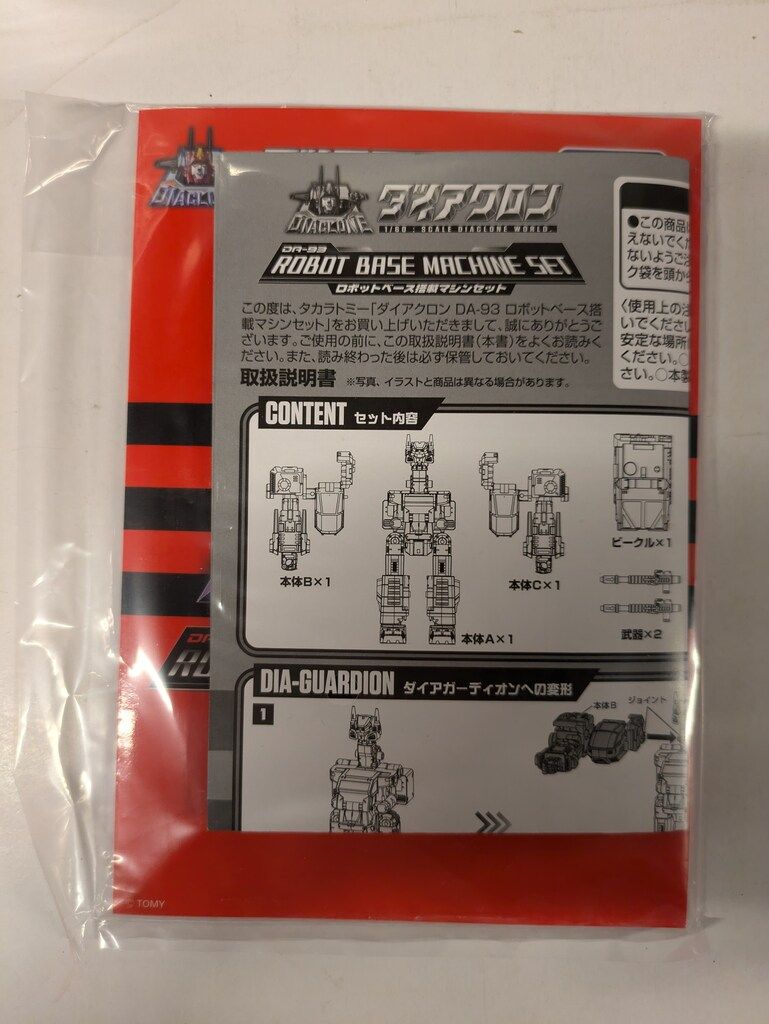 DIACLONE
DIACLONE
ダイアクロン
1/60 : SCALE DIACLONE WORLD.
DA-93
ROBOT BASE MACHINE SET
ロボットベース搭載マシンセット
この度は、タカラトミー「ダイアクロン DA-93 ロボットベース搭
載マシンセット」をお買い上げいただきまして、誠にありがとうご
ざいます。ご使用の前に、この取扱説明書(本書)をよくお読みく
ださい。また、読み終わった後は必ず保管しておいてください。
取扱説明書 ※写真、イラストと商品は異なる場合があります。
●この商品
えないでく
ないようご
ク袋を頭か
〈使用上の注
いでください
安定な場所
ください。○
さい。○本製
CONTENT セット内容
本体B×1
本体A×1
本体C×1
ビークル×1
武器×2
DIA-GUARDION ダイアガーディオンへの変形
1
本体B
ジョイント
© TOMY